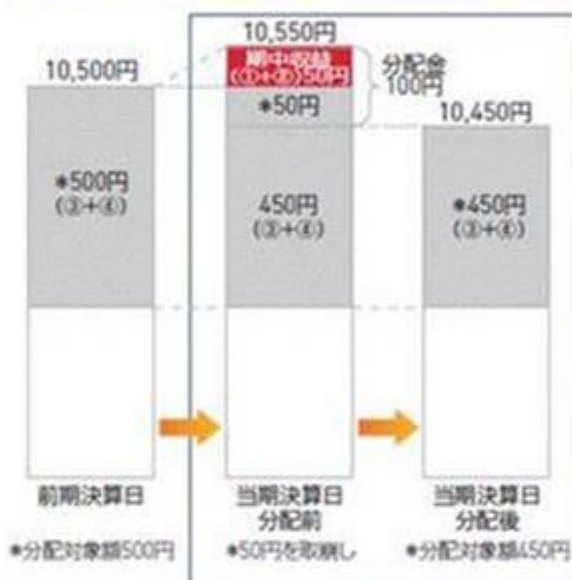 10,500円
*500円
(③+④)
前期決算日
*分配対象額500円
10,550円
期中収益
(①+②)50円
*50円
450円
(③+④)
分配金
100円
当期決算日
分配前
*50円を取崩し
10,450円
*450円
(③+④)
当期決算日
分配後
*分配対象額450円